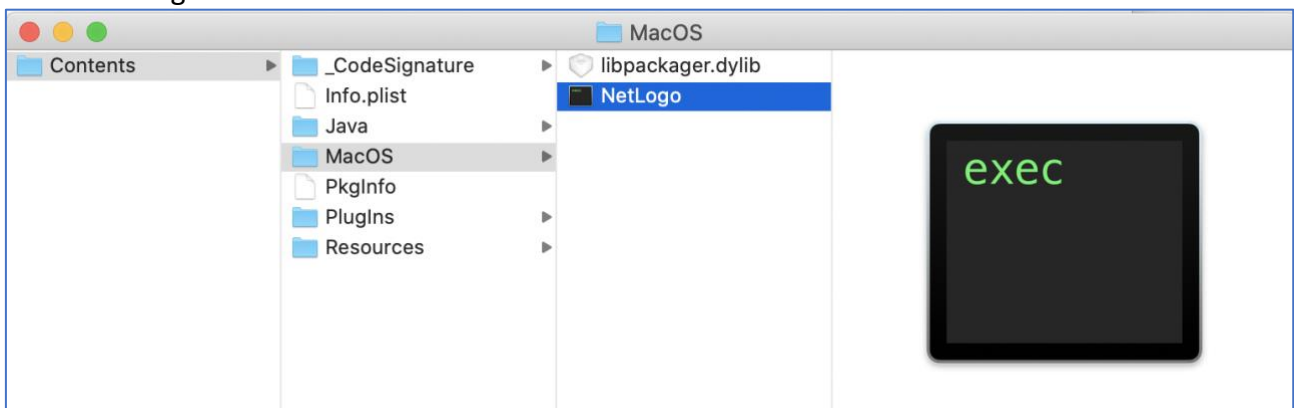 MacOS
Contents
_CodeSignature
Info.plist
Java
MacOS
PkgInfo
PlugIns
Resources
libpackager.dylib
NetLogo
exec